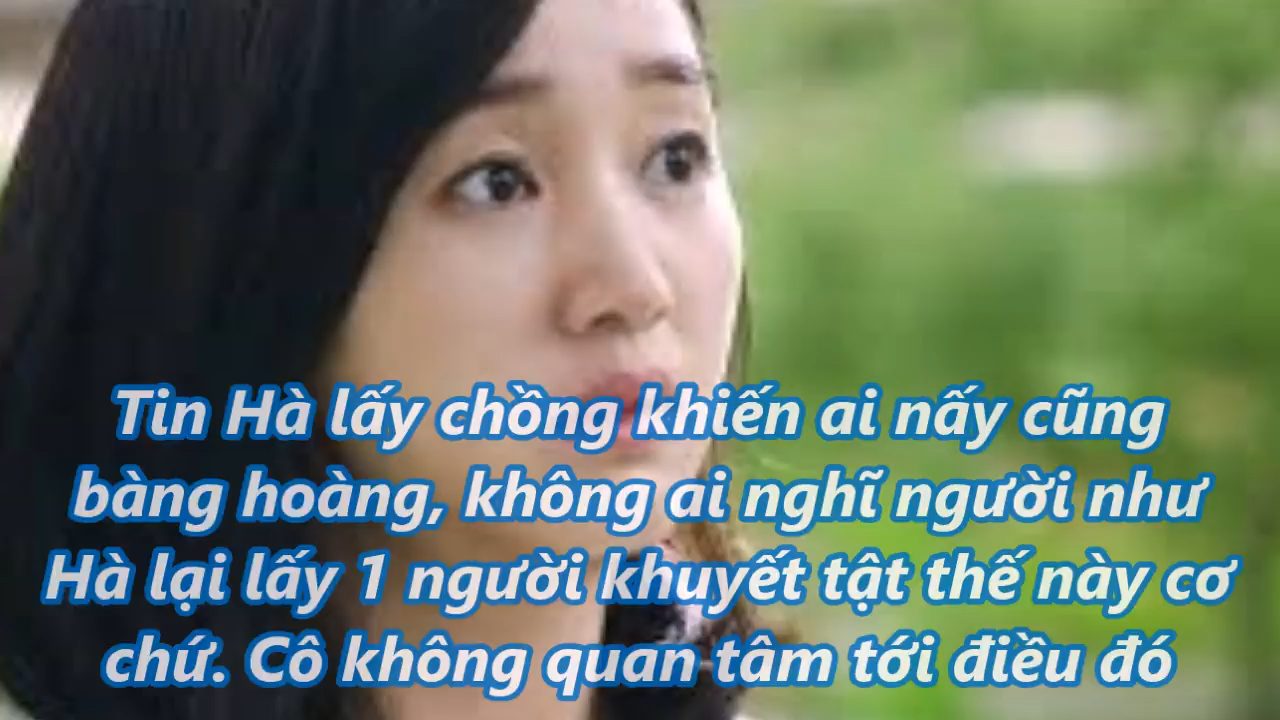 Tin Hà lấy chồng khiến ai nấy cũng
bàng hoàng, không ai nghĩ người như
Hà lại lấy 1 người khuyết tật thế này cơ
chứ. Cô không quan tâm tới điều đó